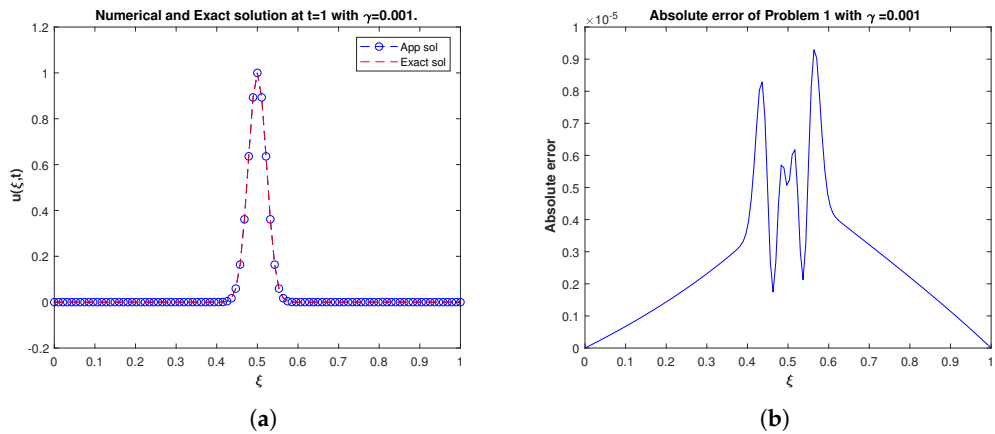 Numerical and Exact solution at t=1 with γ=0.001.
1.2
1
0.8
0.6
0.4
0.2
0
-0.2
u(ξ,t)
App sol
Exact sol
0 0.1 0.2 0.3 0.4 0.5 0.6 0.7 0.8 0.9 1
ξ
(a)
Absolute error of Problem 1 with γ =0.001
×10⁻⁵
1
0.9
0.8
0.7
0.6
0.5
0.4
0.3
0.2
0.1
0
Absolute error
0 0.1 0.2 0.3 0.4 0.5 0.6 0.7 0.8 0.9 1
ξ
(b)